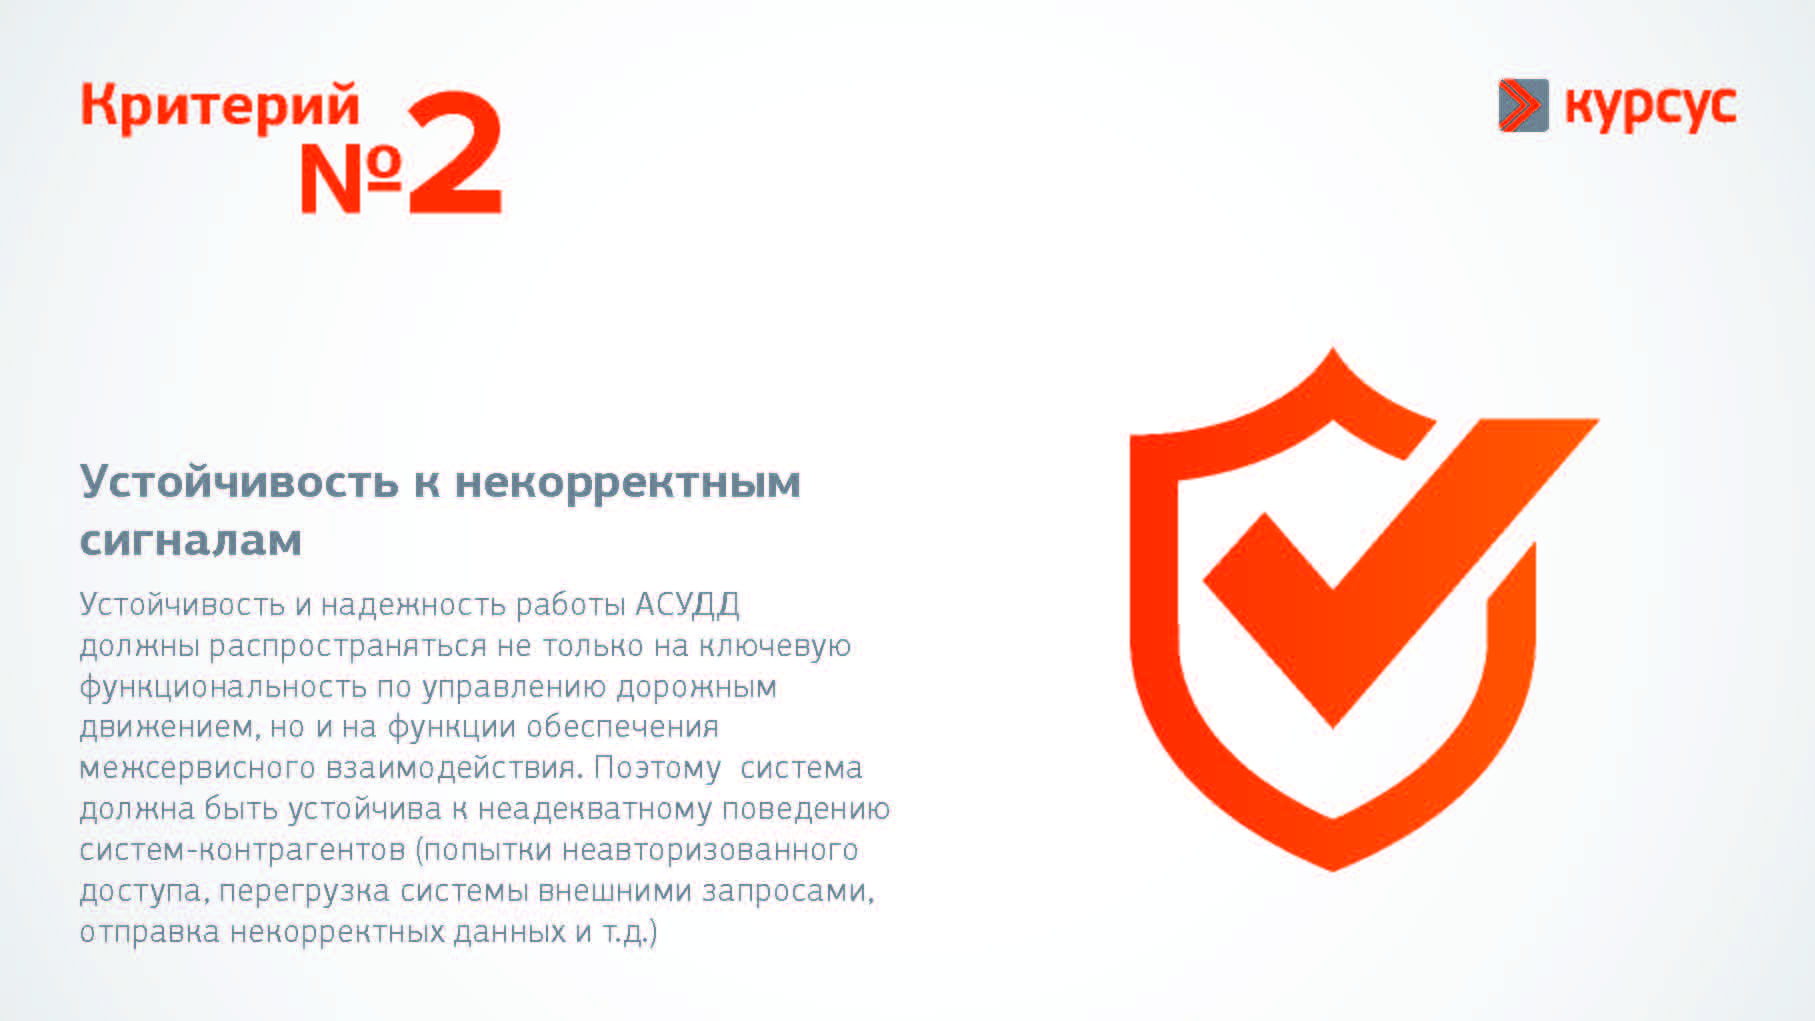 Критерий
№2
курсус
Устойчивость к некорректным
сигналам
Устойчивость и надежность работы АСУДД
должны распространяться не только на ключевую
функциональность по управлению дорожным
движением, но и на функции обеспечения
межсервисного взаимодействия. Поэтому  система
должна быть устойчива к неадекватному поведению
систем-контрагентов (попытки неавторизованного
доступа, перегрузка системы внешними запросами,
отправка некорректных данных и т.д.)